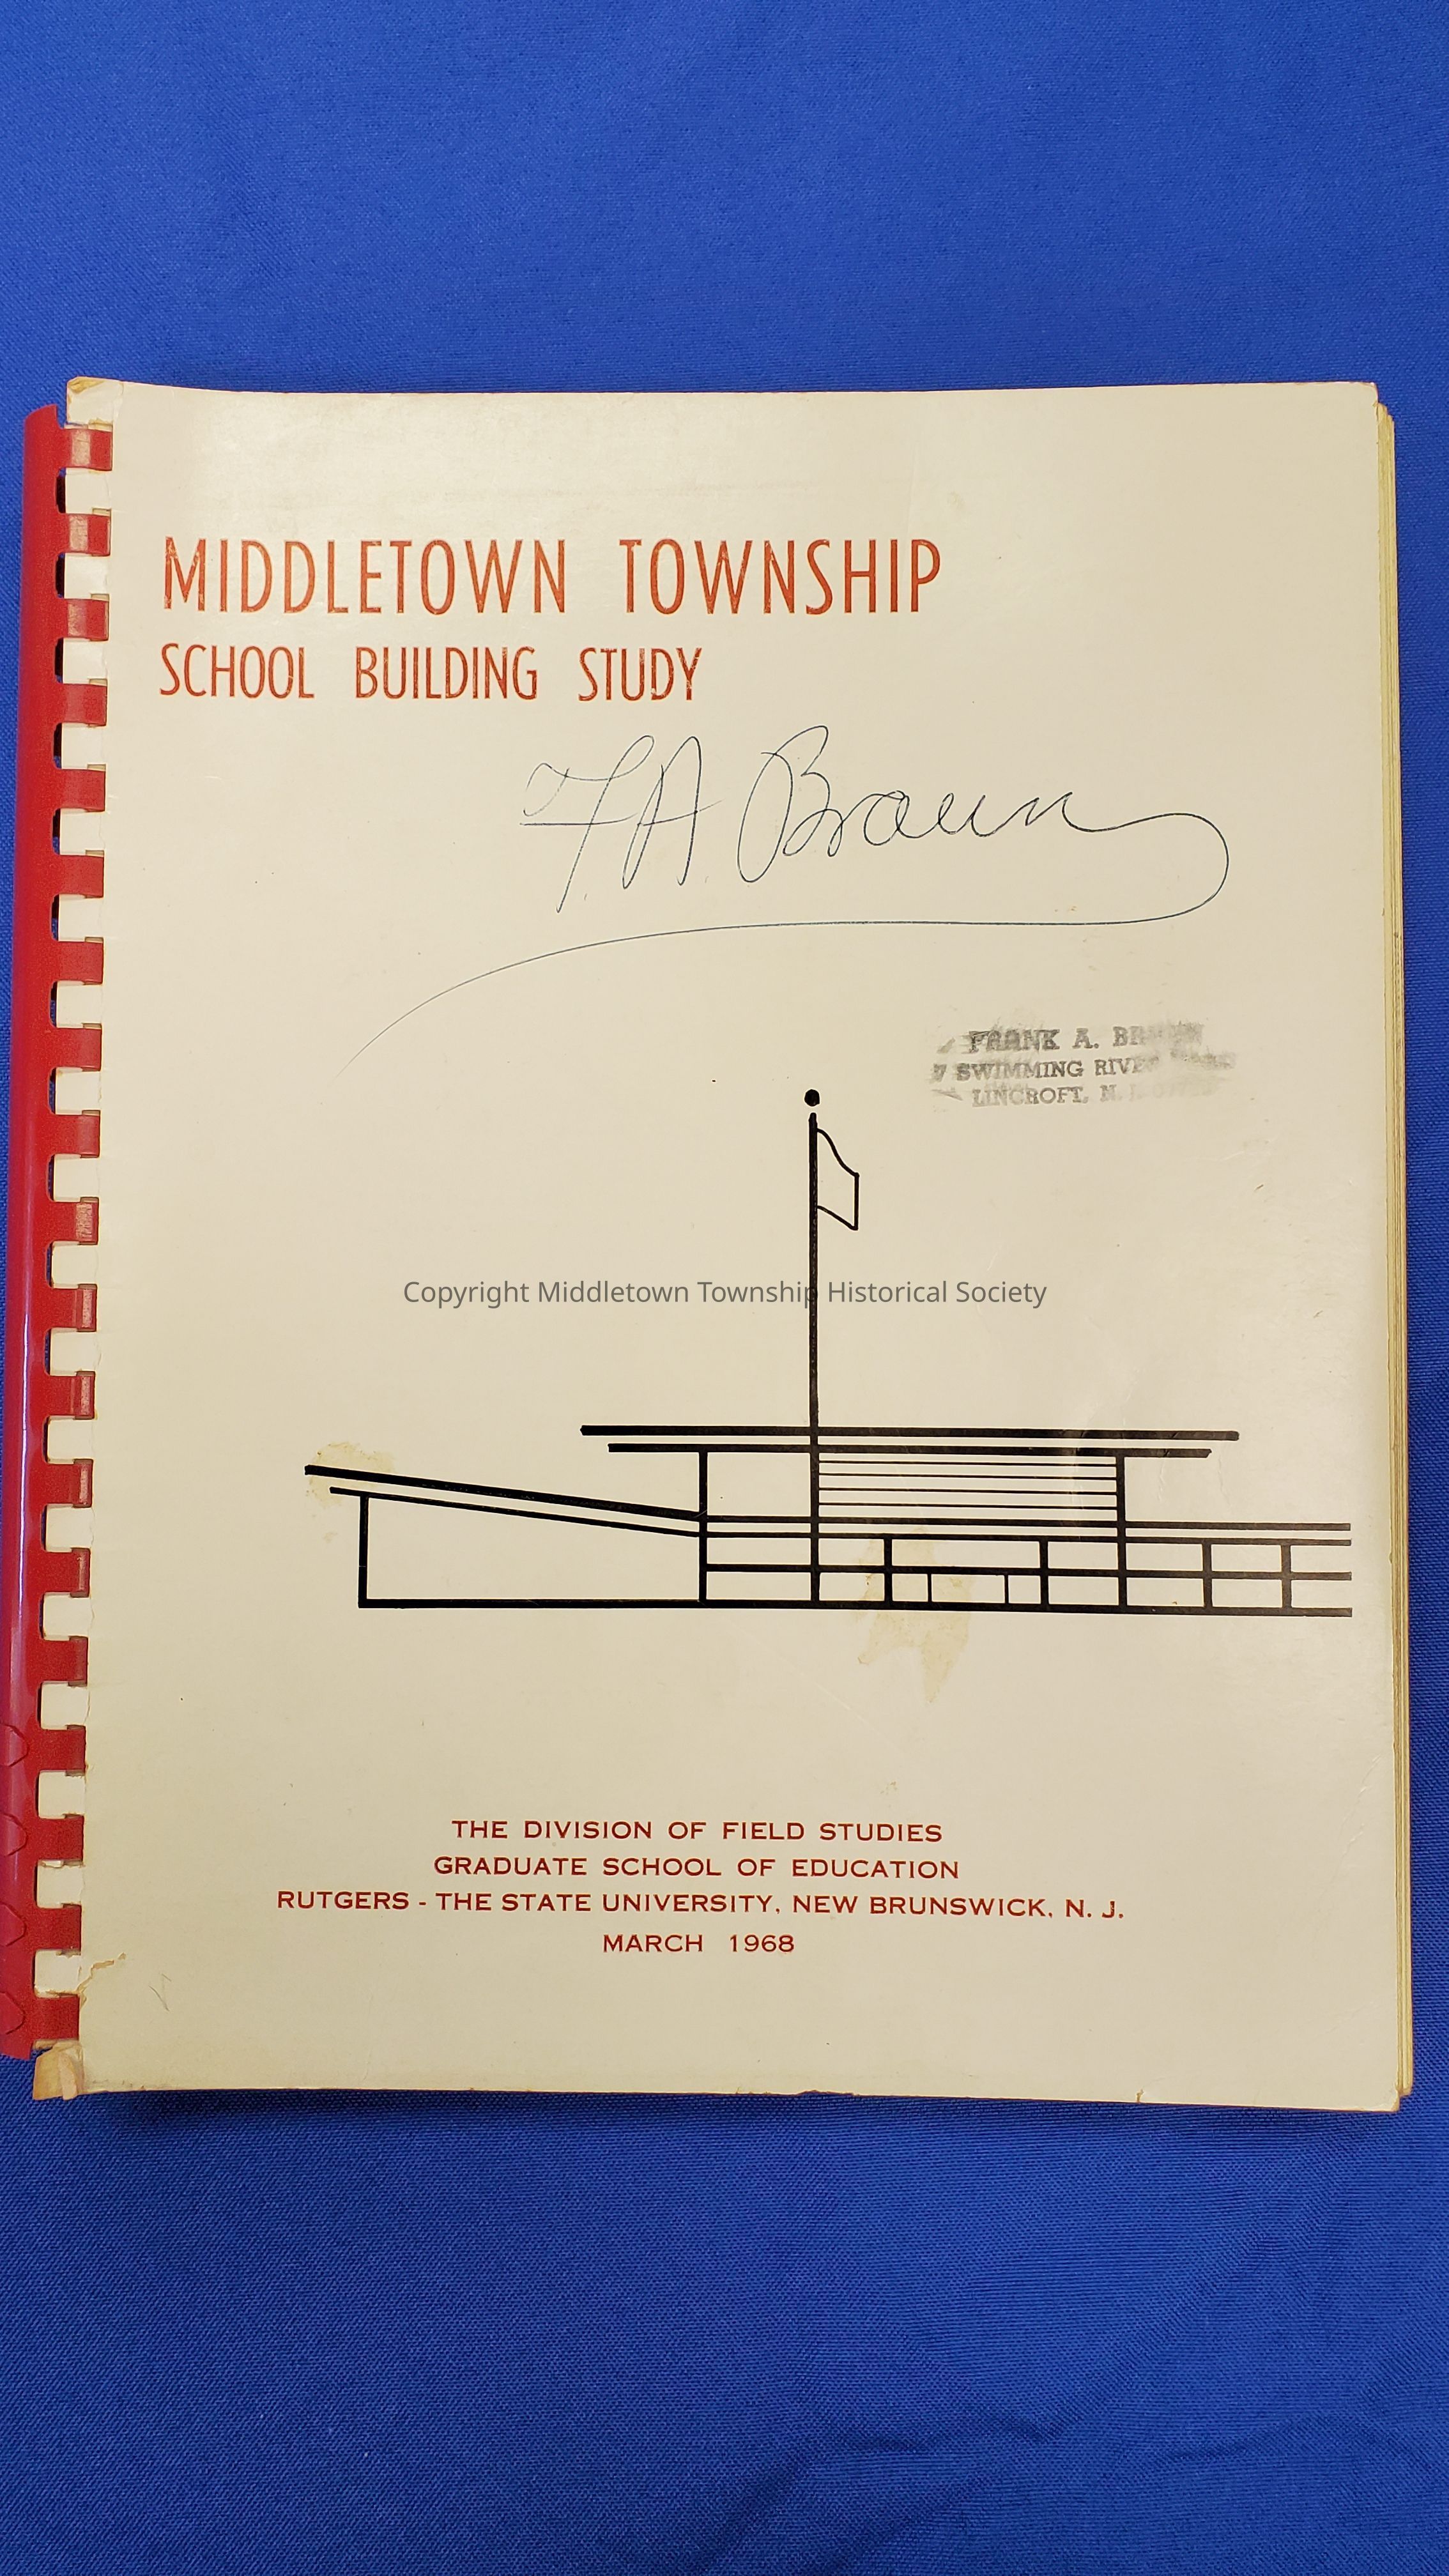 MIDDLETOWN TOWNSHIP
SCHOOL BUILDING STUDY
F.A. Braun
FRANK A.
7 SWIMMING
LINCROFT, N.
Copyright Middletown Township Historical Society
THE DIVISION OF FIELD STUDIES
GRADUATE SCHOOL OF EDUCATION
RUTGERS - THE STATE UNIVERSITY, NEW BRUNSWICK, N. J.
MARCH 1968